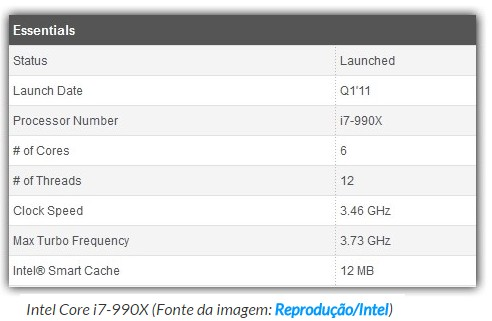 Essentials
Status Launched
Launch Date Q1'11
Processor Number i7-990X
# of Cores 6
# of Threads 12
Clock Speed 3.46 GHz
Max Turbo Frequency 3.73 GHz
Intel® Smart Cache 12 MB
Intel Core i7-990X (Fonte da imagem: Reprodução/Intel)